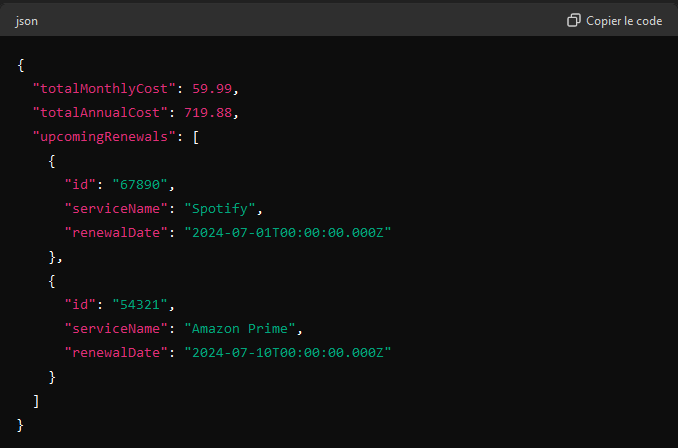 json
Copier le code
{
  "totalMonthlyCost": 59.99,
  "totalAnnualCost": 719.88,
  "upcomingRenewals": [
    {
      "id": "67890",
      "serviceName": "Spotify",
      "renewalDate": "2024-07-01T00:00:00.000Z"
    },
    {
      "id": "54321",
      "serviceName": "Amazon Prime",
      "renewalDate": "2024-07-10T00:00:00.000Z"
    }
  ]
}